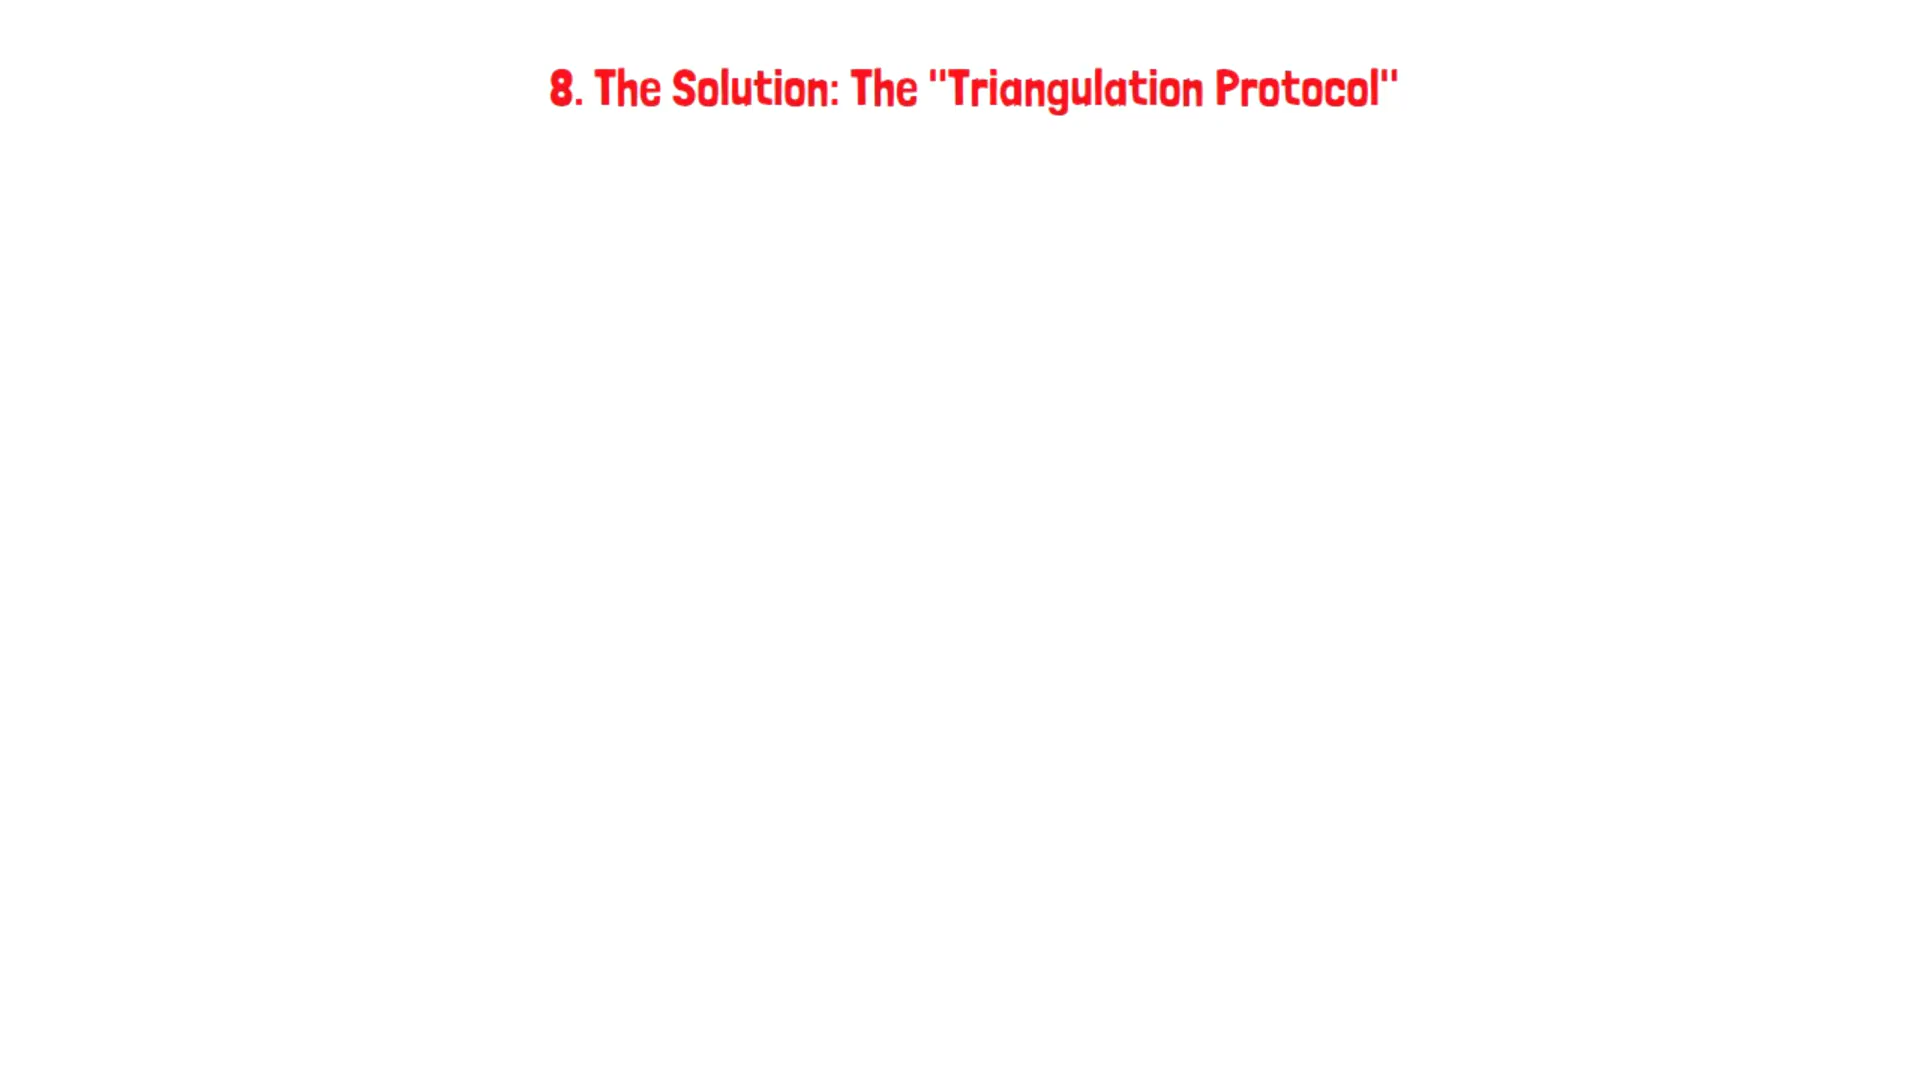 8. The Solution: The "Triangulation Protocol"